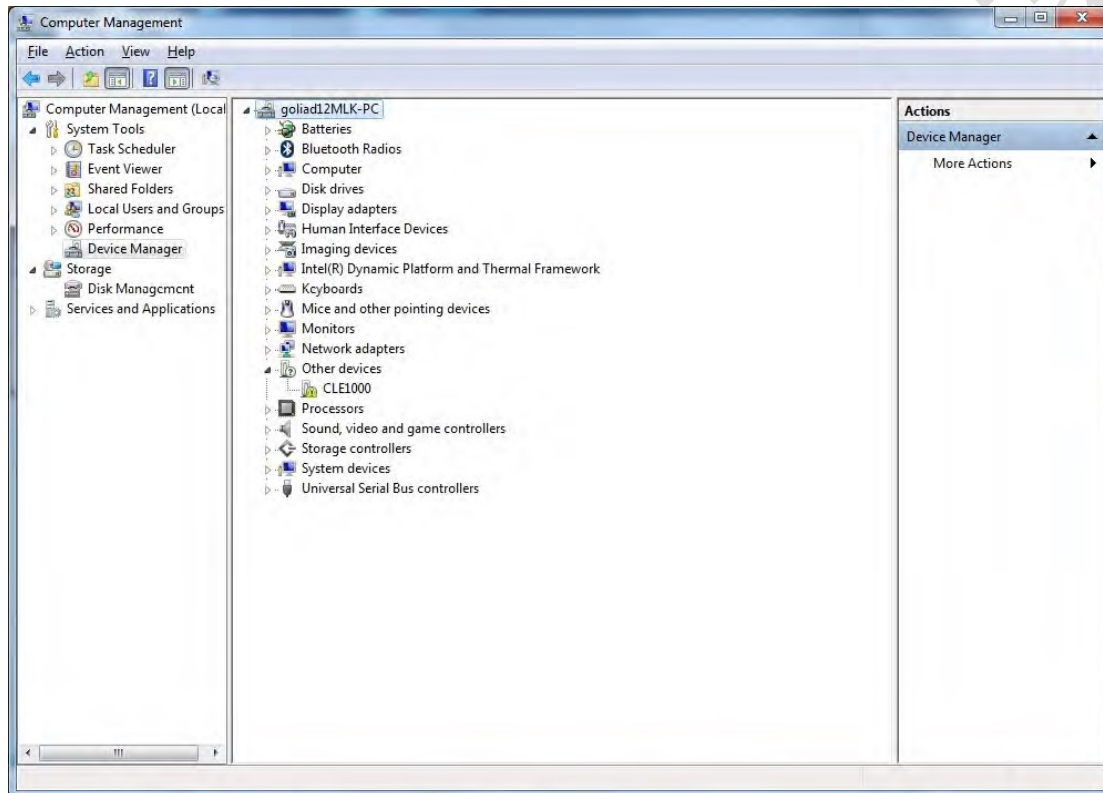 Computer Management
File Action View Help
Computer Management (Local
System Tools
Task Scheduler
Event Viewer
Shared Folders
Local Users and Groups
Performance
Device Manager
Storage
Disk Management
Services and Applications
goliad12MLK-PC
Batteries
Bluetooth Radios
Computer
Disk drives
Display adapters
Human Interface Devices
Imaging devices
Intel(R) Dynamic Platform and Thermal Framework
Keyboards
Mice and other pointing devices
Monitors
Network adapters
Other devices
CLE1000
Processors
Sound, video and game controllers
Storage controllers
System devices
Universal Serial Bus controllers
Actions
Device Manager
More Actions